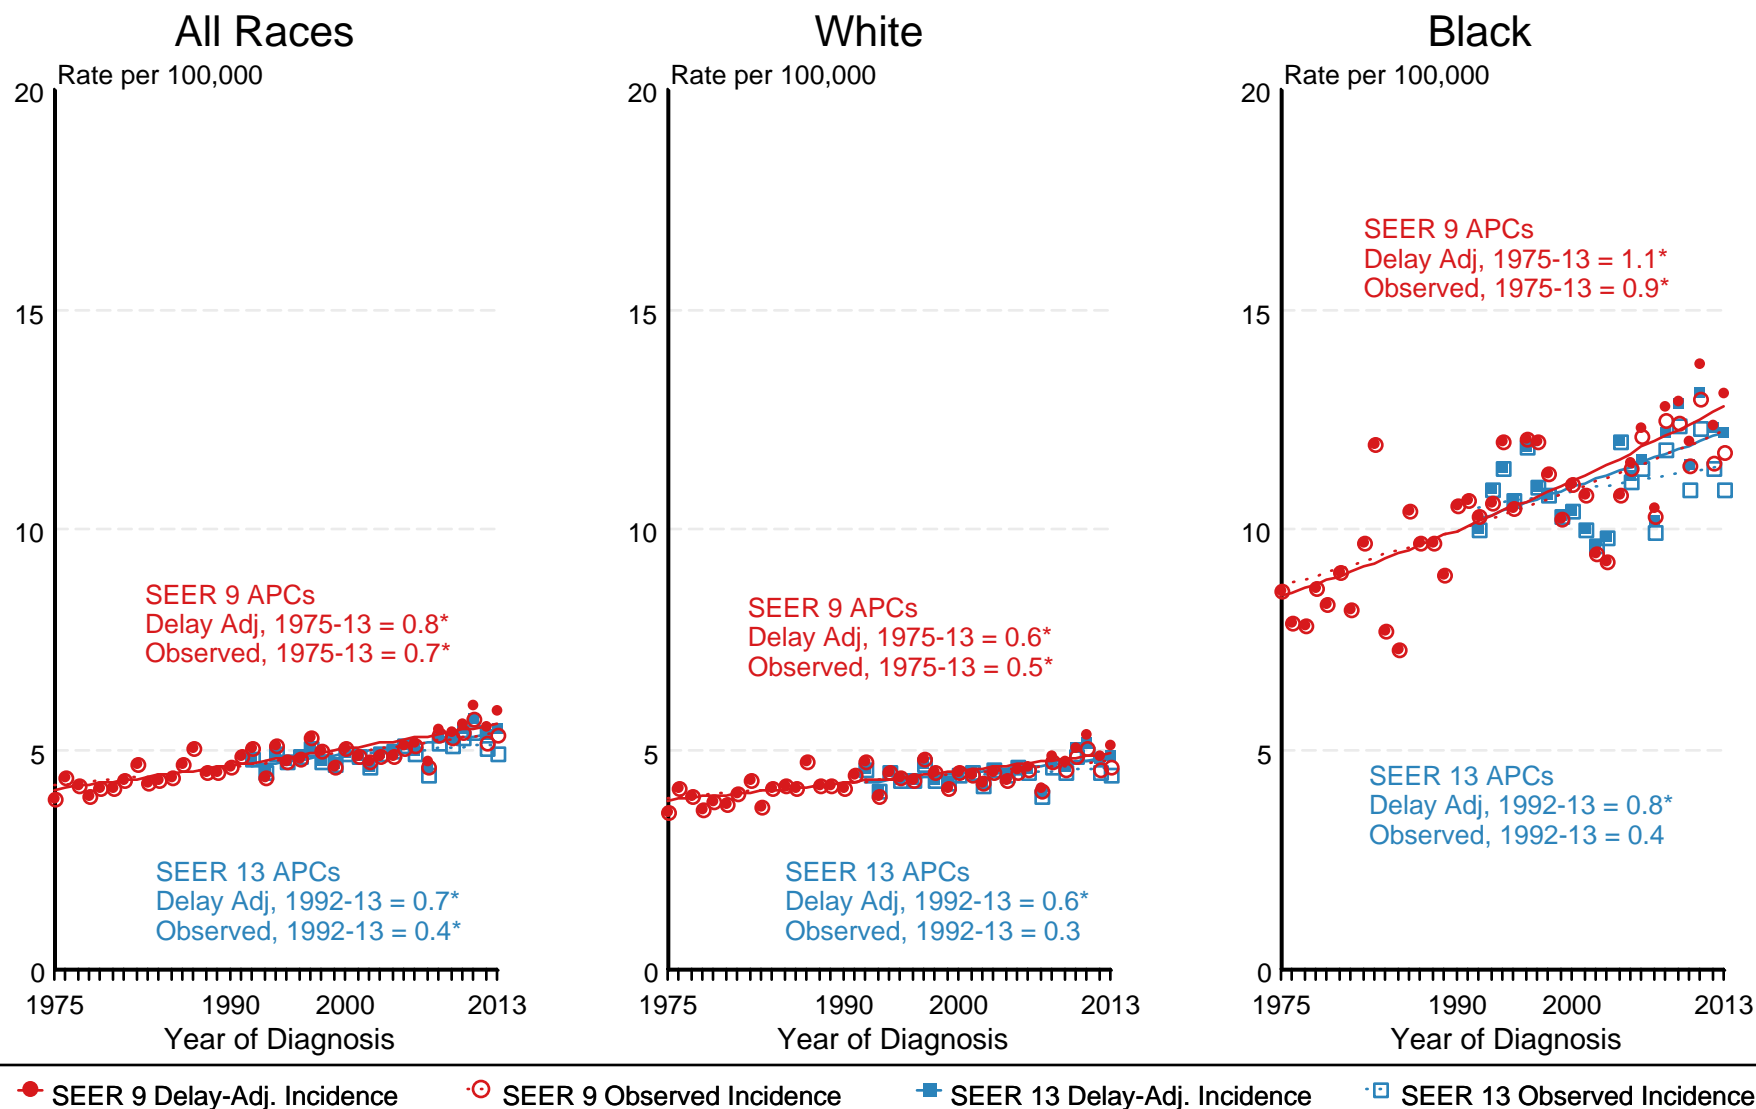 All Races
Rate per 100,000
20
15
10
5
0
SEER 9 APCs
Delay Adj, 1975-13 = 0.8*
Observed, 1975-13 = 0.7*
SEER 13 APCs
Delay Adj, 1992-13 = 0.7*
Observed, 1992-13 = 0.4*
1975 1990 2000 2013
Year of Diagnosis
White
Rate per 100,000
20
15
10
5
0
SEER 9 APCs
Delay Adj, 1975-13 = 0.6*
Observed, 1975-13 = 0.5*
SEER 13 APCs
Delay Adj, 1992-13 = 0.6*
Observed, 1992-13 = 0.3
1975 1990 2000 2013
Year of Diagnosis
Black
Rate per 100,000
20
15
10
5
0
SEER 9 APCs
Delay Adj, 1975-13 = 1.1*
Observed, 1975-13 = 0.9*
SEER 13 APCs
Delay Adj, 1992-13 = 0.8*
Observed, 1992-13 = 0.4
1975 1990 2000 2013
Year of Diagnosis
SEER 9 Delay-Adj. Incidence SEER 9 Observed Incidence SEER 13 Delay-Adj. Incidence SEER 13 Observed Incidence